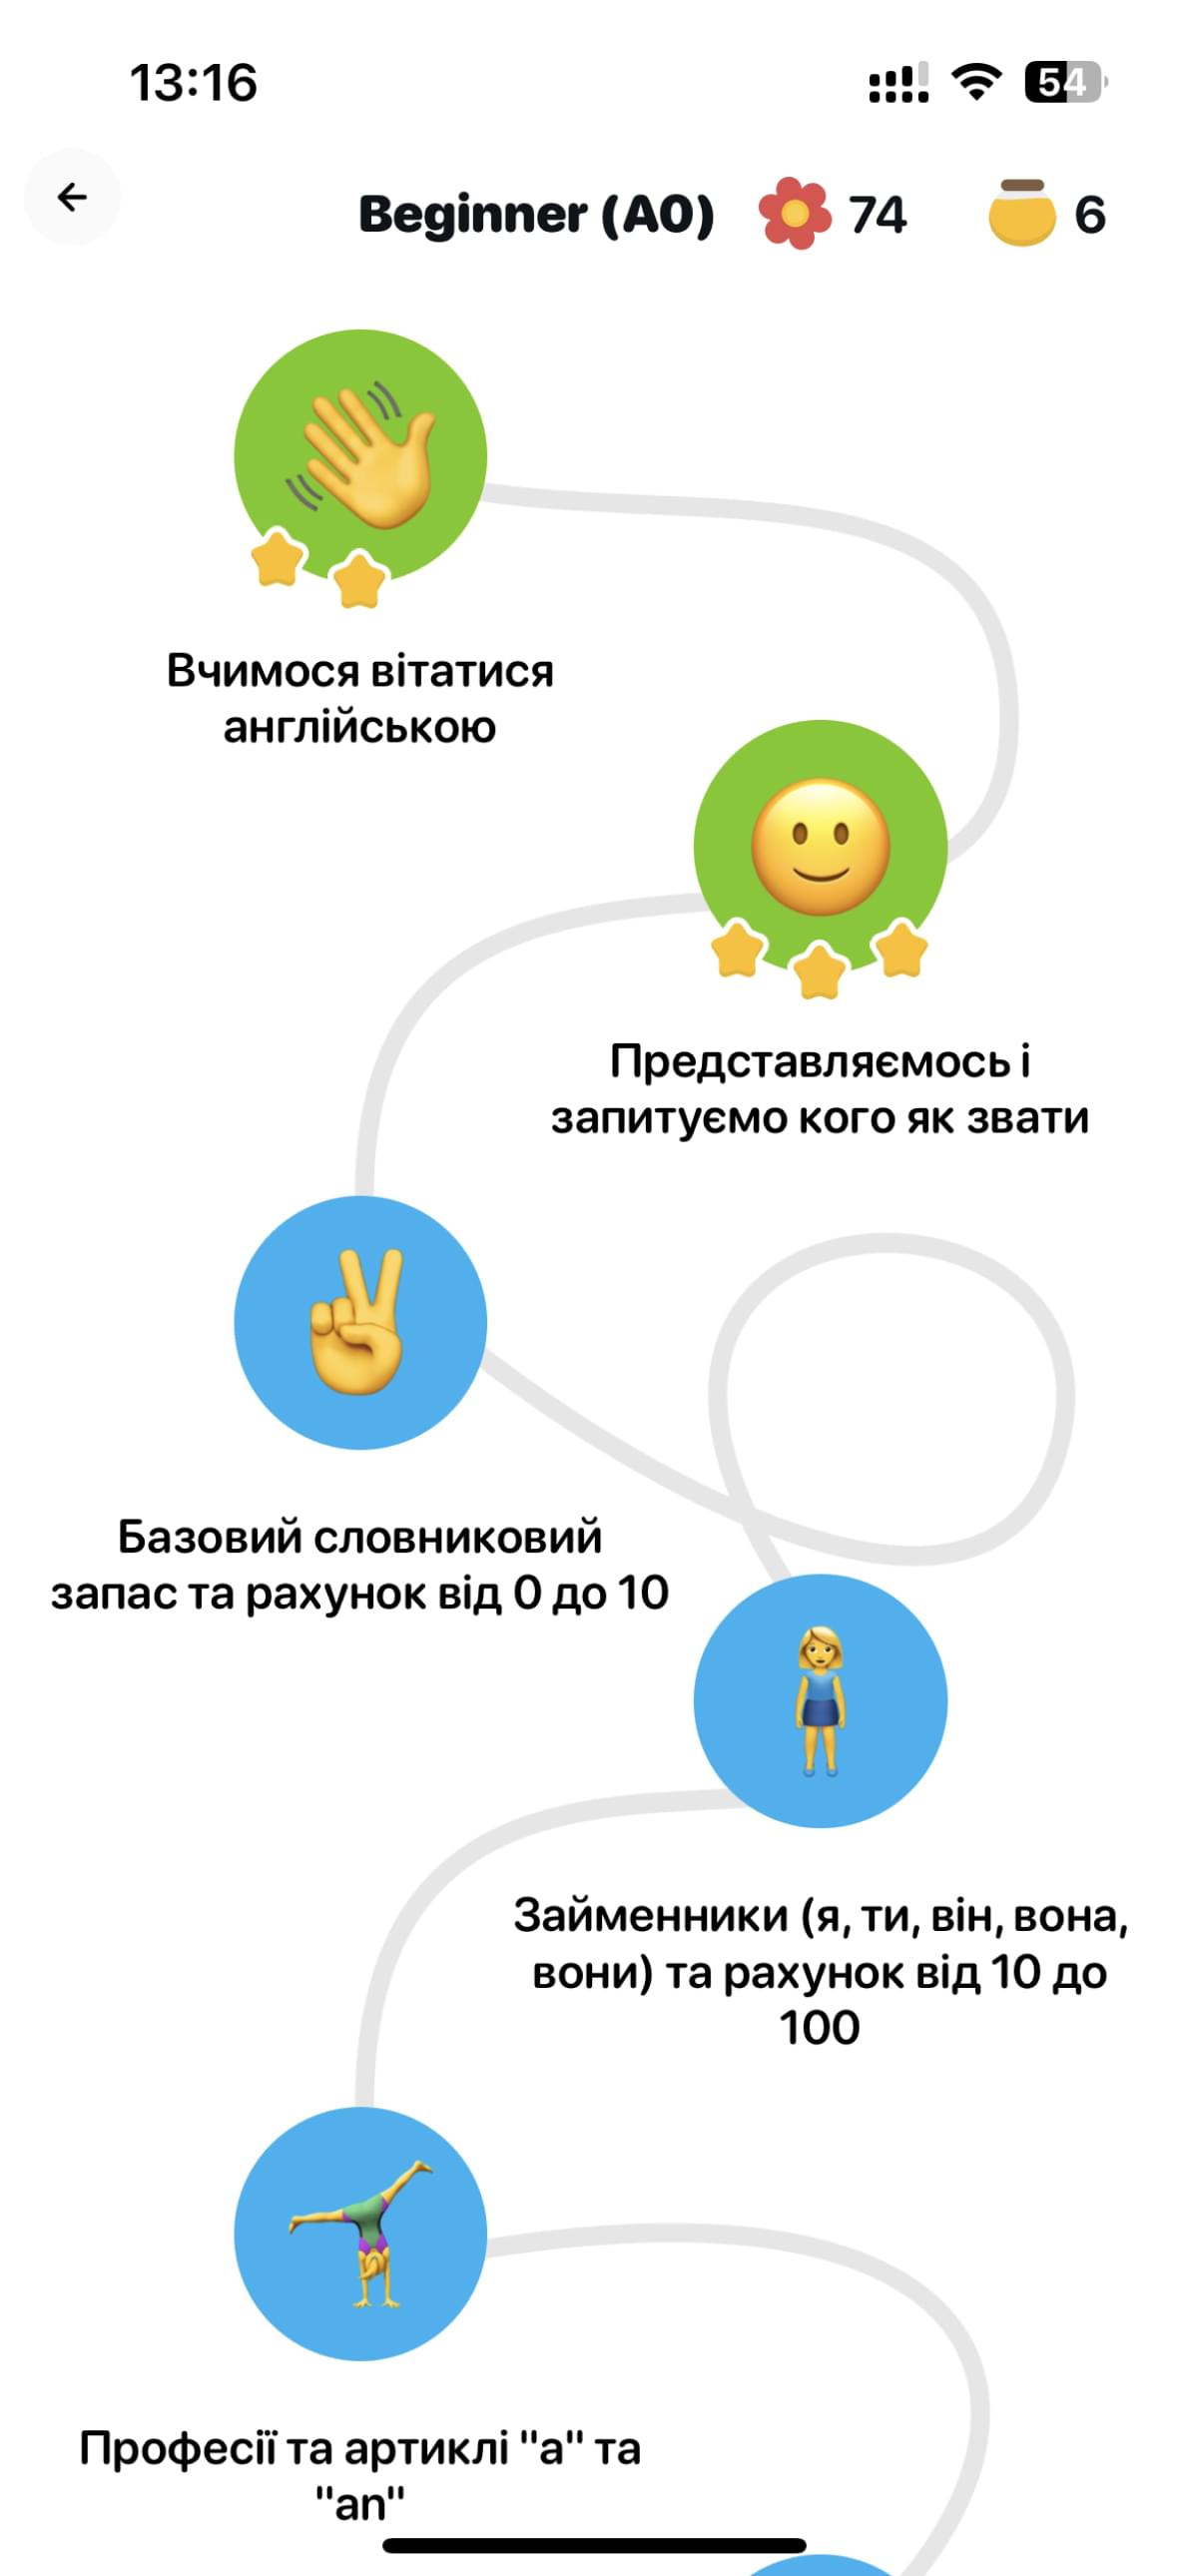 13:16
54
Beginner (A0)
74
6
Вчимося вітатися
англійською
Представляємось і
запитуємо кого як звати
Базовий словниковий
запас та рахунок від 0 до 10
Займенники (я, ти, він, вона,
вони) та рахунок від 10 до
100
Професії та артиклі "a" та
"an"